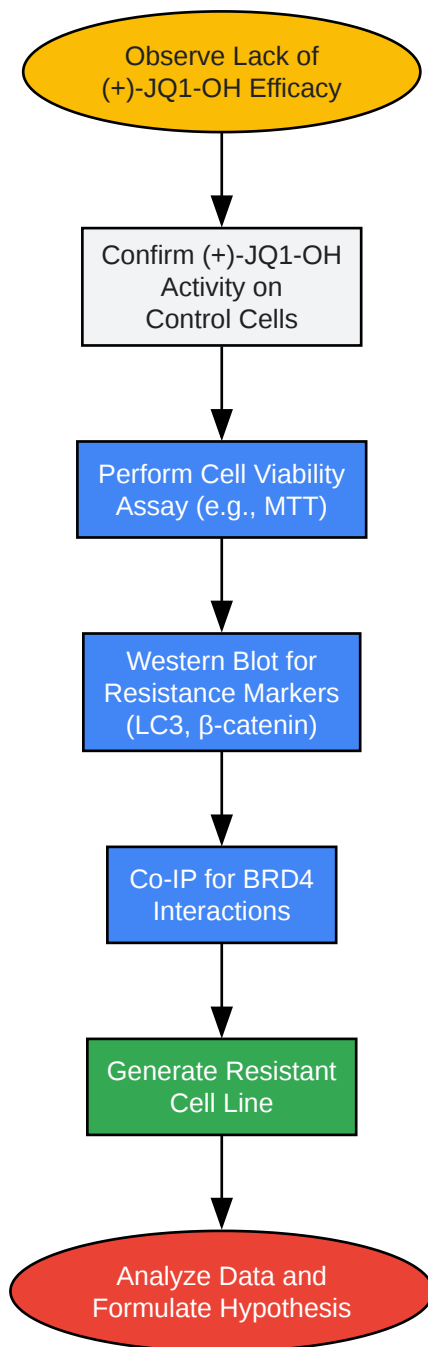 Observe Lack of
(+)-JQ1-OH Efficacy
Confirm (+)-JQ1-OH
Activity on
Control Cells
Perform Cell Viability
Assay (e.g., MTT)
Western Blot for
Resistance Markers
(LC3, β-catenin)
Co-IP for BRD4
Interactions
Generate Resistant
Cell Line
Analyze Data and
Formulate Hypothesis